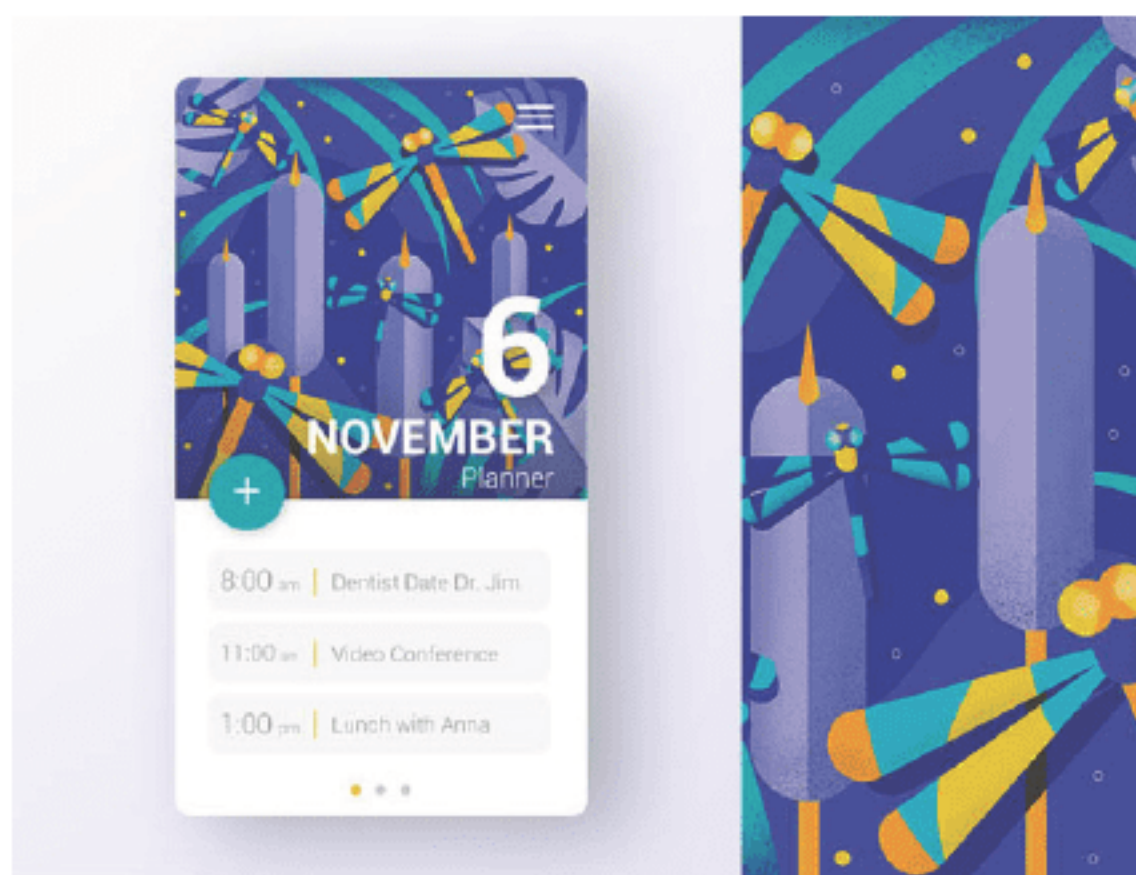 6
NOVEMBER
Planner
+
8:00 am | Dentist Date Dr. Jim
11:00 am | Video Conference
1:00 pm | Lunch with Anna